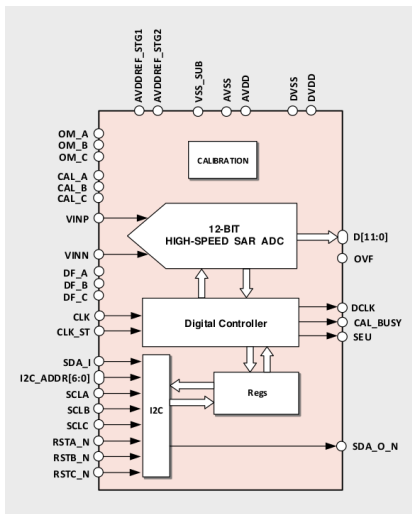 AVDDREF_STG1
AVDDREF_STG2
VSS_SUB
AVSS
AVDD
DVSS
DVDD
OM_A
OM_B
OM_C
CALIBRATION
CAL_A
CAL_B
CAL_C
VINP
12-BIT
HIGH-SPEED SAR ADC
D[11:0]
VINN
OVF
DF_A
DF_B
DF_C
CLK
CLK_ST
Digital Controller
DCLK
CAL_BUSY
SEU
SDA_I
I2C_ADDR[6:0]
SCLA
SCLB
SCLC
RSTA_N
RSTB_N
RSTC_N
I2C
Regs
SDA_O_N